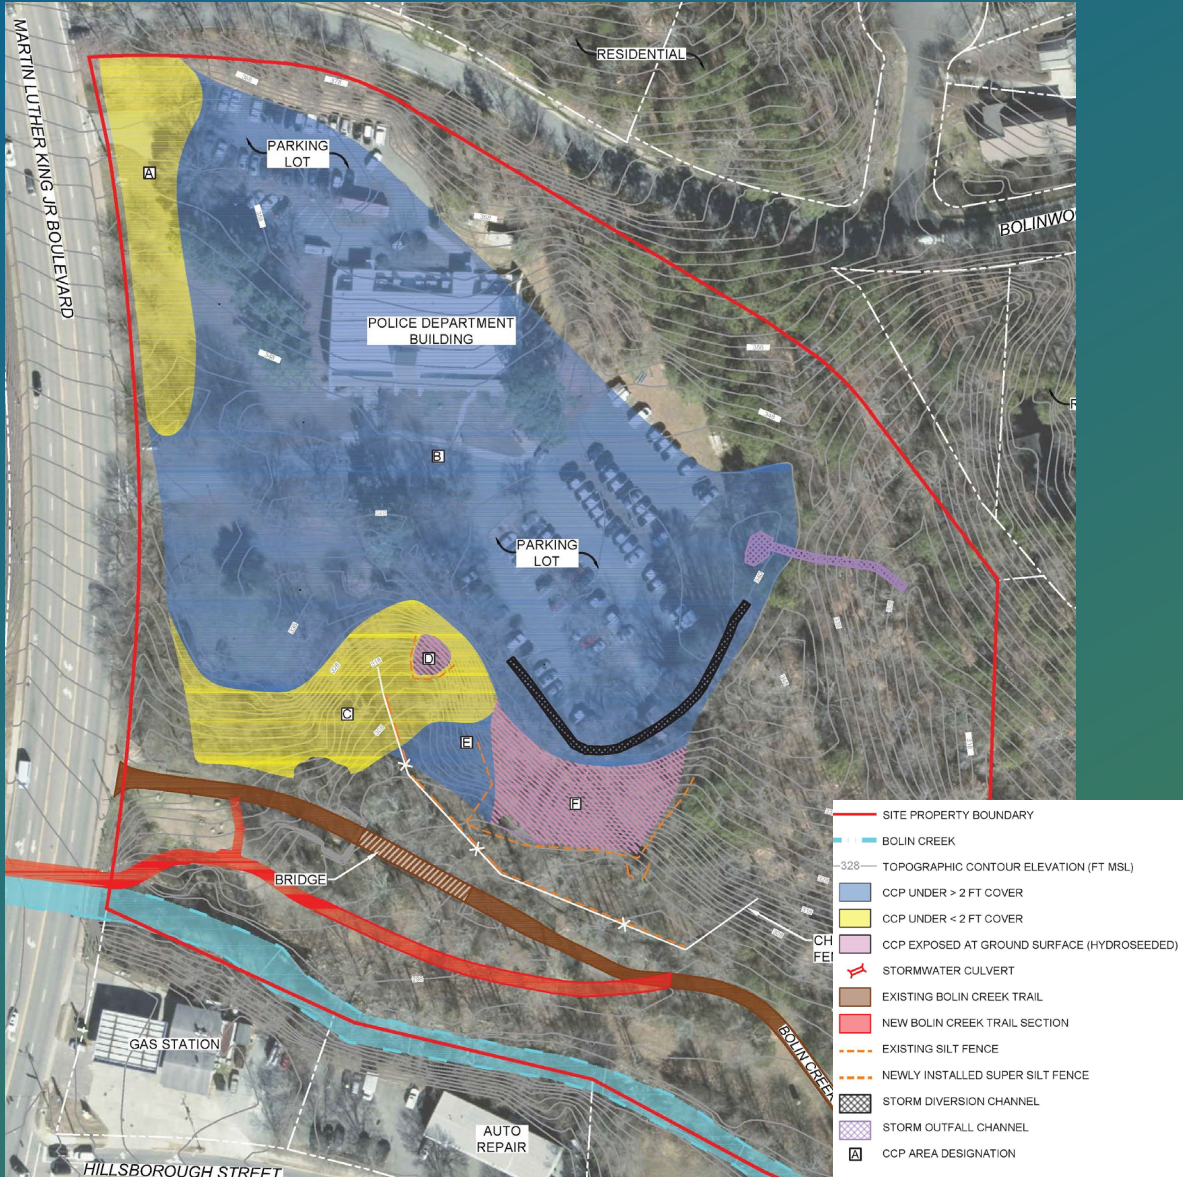 MARTIN LUTHER KING JR BOULEVARD
RESIDENTIAL
PARKING
LOT
A
BOLINWO
POLICE DEPARTMENT
BUILDING
B
PARKING
LOT
D
C
E
F
BRIDGE
CH
FE
BOLIN CREEK
GAS STATION
AUTO
REPAIR
HILLSBOROUGH STREET
SITE PROPERTY BOUNDARY
BOLIN CREEK
328
TOPOGRAPHIC CONTOUR ELEVATION (FT MSL)
CCP UNDER > 2 FT COVER
CCP UNDER < 2 FT COVER
CCP EXPOSED AT GROUND SURFACE (HYDROSEEDED)
STORMWATER CULVERT
EXISTING BOLIN CREEK TRAIL
NEW BOLIN CREEK TRAIL SECTION
EXISTING SILT FENCE
NEWLY INSTALLED SUPER SILT FENCE
STORM DIVERSION CHANNEL
STORM OUTFALL CHANNEL
A
CCP AREA DESIGNATION